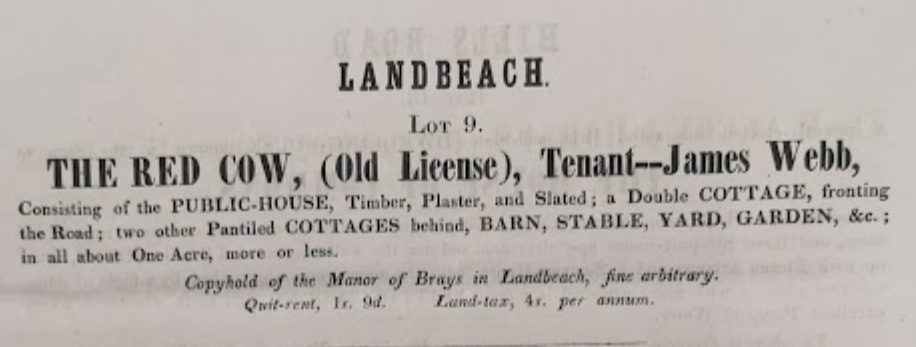 LANDBEACH.
Lot 9.
THE RED COW, (Old License), Tenant--James Webb,
Consisting of the PUBLIC-HOUSE, Timber, Plaster, and Slated; a Double COTTAGE, fronting
the Road; two other Pantiled COTTAGES behind, BARN, STABLE, YARD, GARDEN, &c.;
in all about One Acre, more or less.
Copyhold of the Manor of Brays in Landbeach, fine arbitrary.
Quit-rent, 1s. 9d. Land-tax, 4s. per annum.